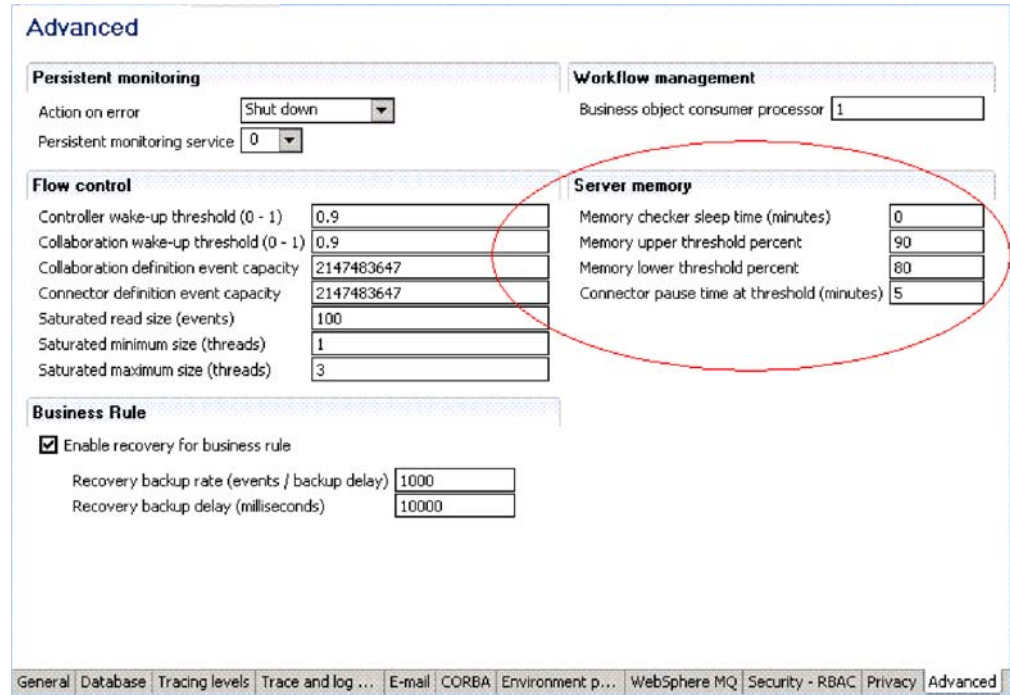 Advanced
Persistent monitoring
Action on error Shut down
Persistent monitoring service 0
Workflow management
Business object consumer processor 1
Flow control
Controller wake-up threshold (0 - 1) 0.9
Collaboration wake-up threshold (0 - 1) 0.9
Collaboration definition event capacity 2147483647
Connector definition event capacity 2147483647
Saturated read size (events) 100
Saturated minimum size (threads) 1
Saturated maximum size (threads) 3
Server memory
Memory checker sleep time (minutes) 0
Memory upper threshold percent 90
Memory lower threshold percent 80
Connector pause time at threshold (minutes) 5
Business Rule
Enable recovery for business rule
Recovery backup rate (events / backup delay) 1000
Recovery backup delay (milliseconds) 10000
General Database Tracing levels Trace and log ... E-mail CORBA Environment p... WebSphere MQ Security - RBAC Privacy Advanced